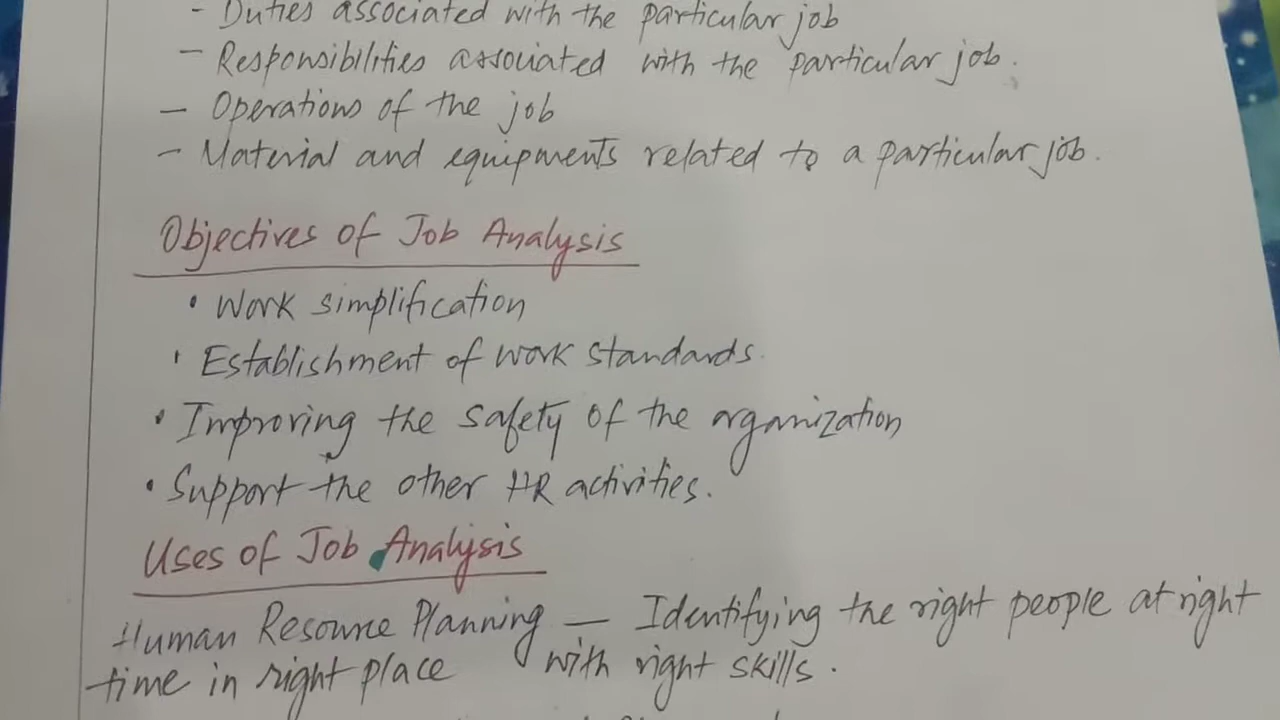 - Duties associated with the particular job
- Responsibilities associated with the particular job.
- Operations of the job
- Material and equipments related to a particular job.
Objectives of Job Analysis
• Work simplification
• Establishment of work standards.
• Improving the safety of the organization
• Support the other HR activities.
Uses of Job Analysis
Human Resource Planning — Identifying the right people at right
time in right place with right skills.